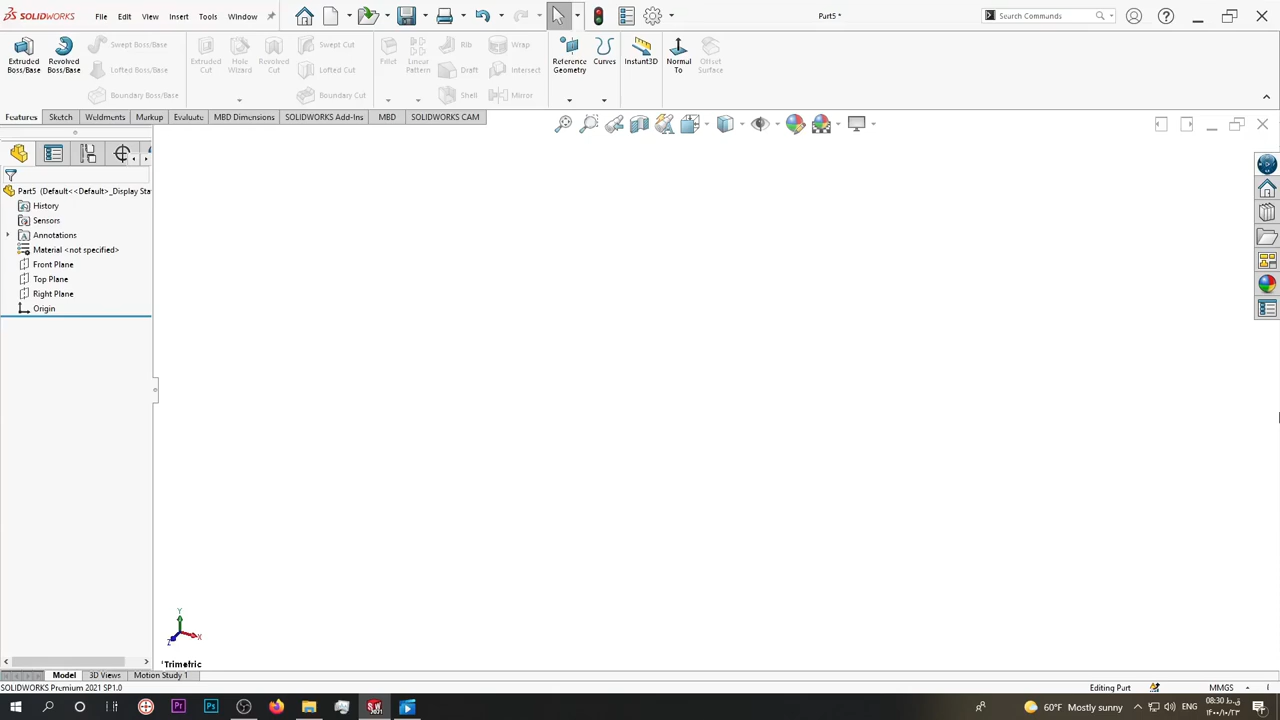 SOLIDWORKS File Edit View Insert Tools Window Part5 * Search Commands
Extruded Boss/Base
Revolved Boss/Base
Swept Boss/Base
Lofted Boss/Base
Boundary Boss/Base
Extruded Cut
Hole Wizard
Revolved Cut
Swept Cut
Lofted Cut
Boundary Cut
Fillet
Linear Pattern
Rib
Draft
Shell
Wrap
Intersect
Mirror
Reference Geometry
Curves
Instant3D
Normal To
Offset Surface
Features Sketch Weldments Markup Evaluate MBD Dimensions SOLIDWORKS Add-Ins MBD SOLIDWORKS CAM
Part5 (Default<<Default>_Display Sta
History
Sensors
Annotations
Material <not specified>
Front Plane
Top Plane
Right Plane
Origin
Y
X
Z
*Trimetric
Model 3D Views Motion Study 1
SOLIDWORKS Premium 2021 SP1.0 Editing Part MMGS
60°F Mostly sunny ENG 08:30 ق.ظ
۱۴۰۰/۱۰/۲۳